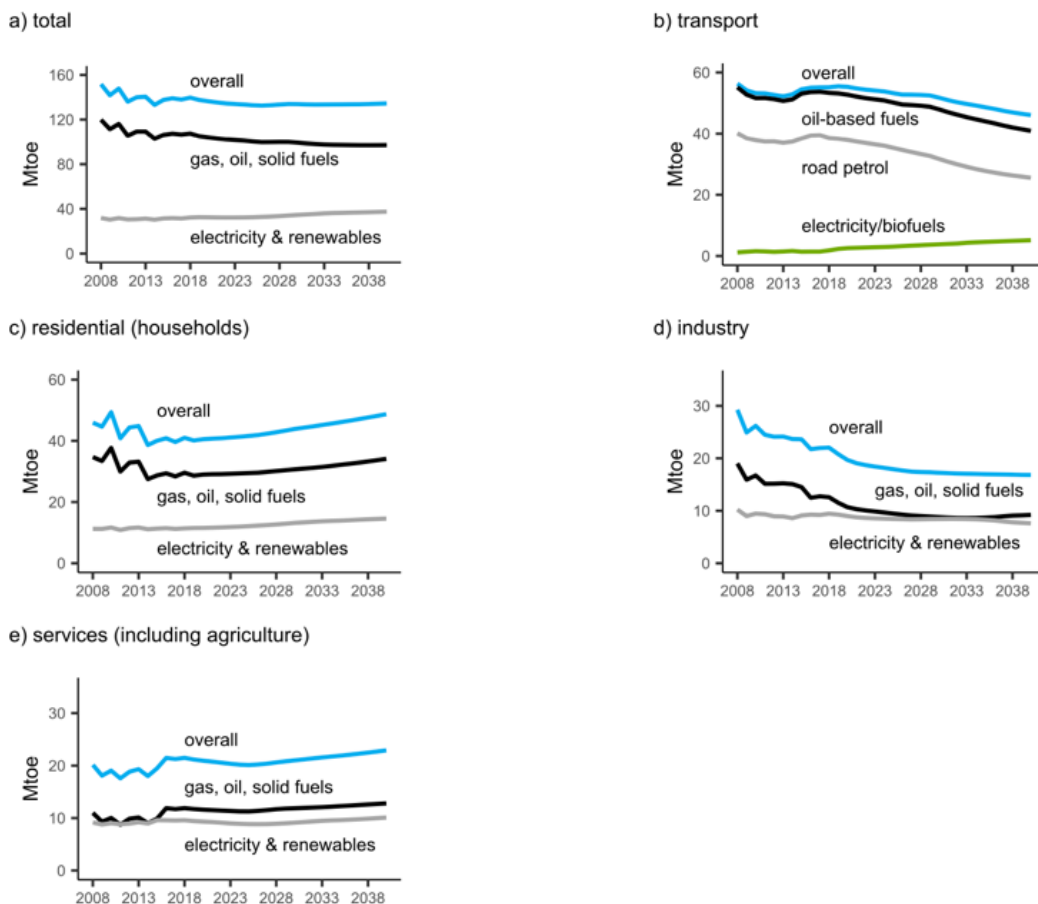 a) total
160
120
80
40
0
Mtoe
overall
gas, oil, solid fuels
electricity & renewables
2008 2013 2018 2023 2028 2033 2038
b) transport
60
40
20
0
Mtoe
overall
oil-based fuels
road petrol
electricity/biofuels
2008 2013 2018 2023 2028 2033 2038
c) residential (households)
60
40
20
0
Mtoe
overall
gas, oil, solid fuels
electricity & renewables
2008 2013 2018 2023 2028 2033 2038
d) industry
30
20
10
0
Mtoe
overall
gas, oil, solid fuels
electricity & renewables
2008 2013 2018 2023 2028 2033 2038
e) services (including agriculture)
30
20
10
0
Mtoe
overall
gas, oil, solid fuels
electricity & renewables
2008 2013 2018 2023 2028 2033 2038